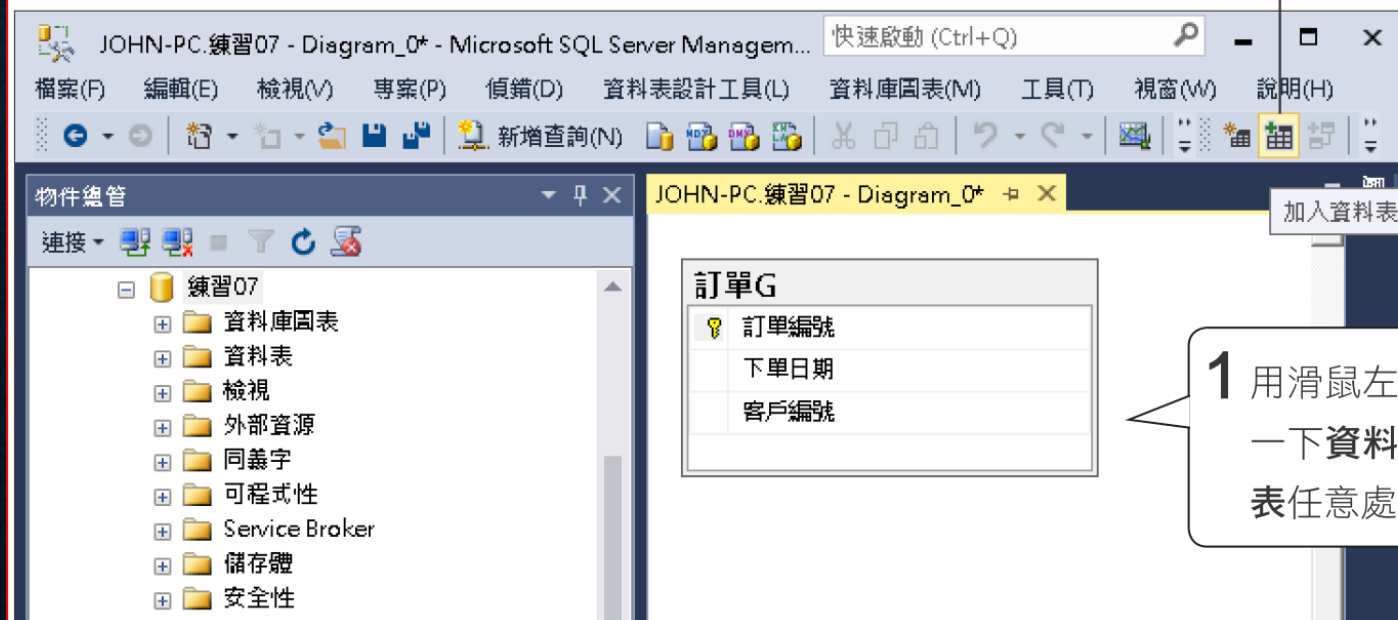 JOHN-PC.練習07 - Diagram_0* - Microsoft SQL Server Managem...
快速啟動 (Ctrl+Q)
檔案(F) 編輯(E) 檢視(V) 專案(P) 偵錯(D) 資料表設計工具(L) 資料庫圖表(M) 工具(T) 視窗(W) 說明(H)
新增查詢(N)
物件總管
JOHN-PC.練習07 - Diagram_0*
加入資料表
連接
練習07
資料庫圖表
資料表
檢視
外部資源
同義字
可程式性
Service Broker
儲存體
安全性
訂單G
訂單編號
下單日期
客戶編號
1 用滑鼠左
一下資料
表任意處